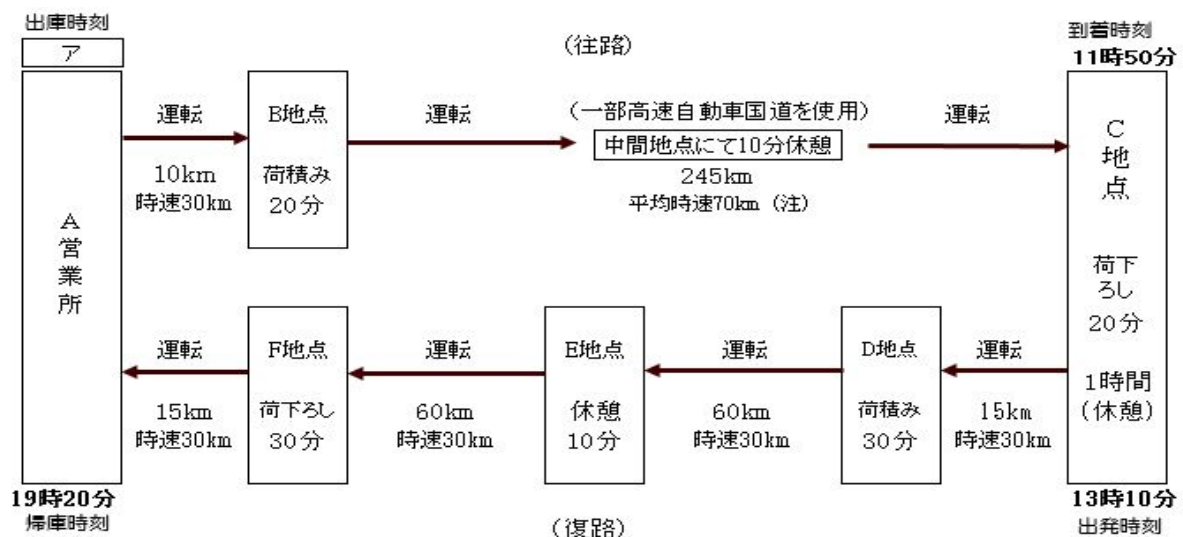 出庫時刻
ア
(往路)
到着時刻
11時50分
運転
B地点
運転
(一部高速自動車国道を使用)
運転
中間地点にて10分休憩
10km
時速30km
荷積み
20分
245km
平均時速70km (注)
A営業所
C地点
荷下ろし
20分
1時間
(休憩)
運転
F地点
運転
E地点
運転
D地点
運転
15km
時速30km
荷下ろし
30分
60km
時速30km
休憩
10分
60km
時速30km
荷積み
30分
15km
時速30km
19時20分
帰庫時刻
(復路)
13時10分
出発時刻